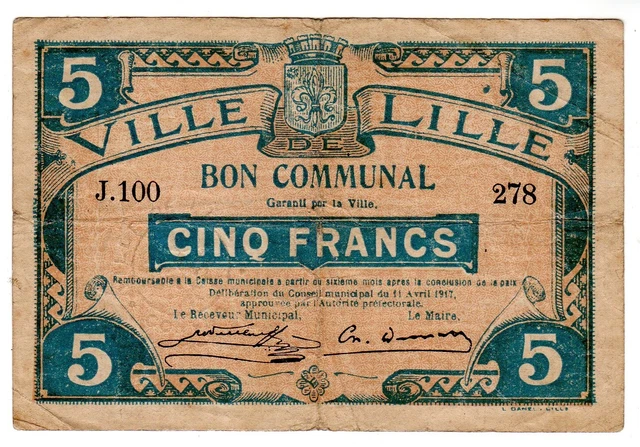 5 5
VILLE DE LILLE
BON COMMUNAL
J.100 278
Garanti par la Ville.
CINQ FRANCS
Remboursable à la Caisse municipale à partir du sixième mois après la conclusion de la paix
Délibération du Conseil municipal du 11 Avril 1917,
approuvée par l'Autorité préfectorale.
Le Receveur Municipal, Le Maire,
5 5
L. DANEL - LILLE